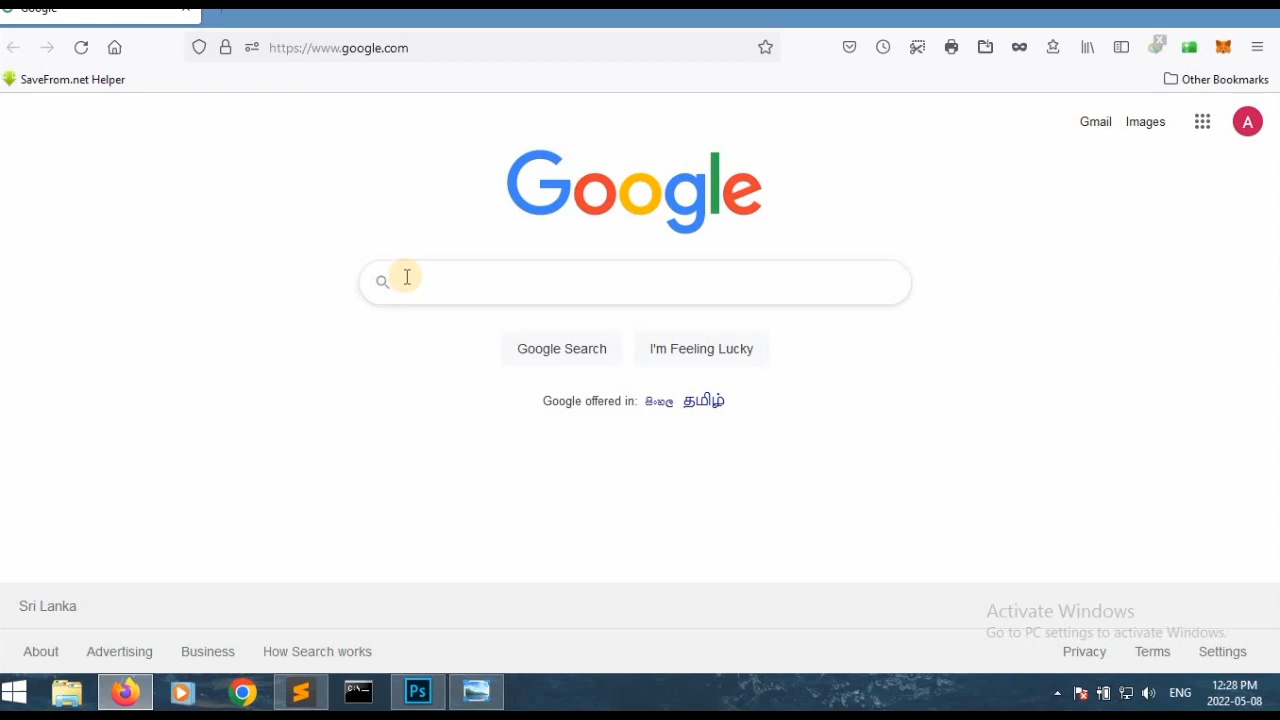 Google
https://www.google.com
SaveFrom.net Helper
Other Bookmarks
Gmail Images
A
Google
Google Search I'm Feeling Lucky
Google offered in: සිංහල தமிழ்
Sri Lanka
Activate Windows
Go to PC settings to activate Windows.
About Advertising Business How Search works Privacy Terms Settings
Ps
ENG
12:28 PM
2022-05-08